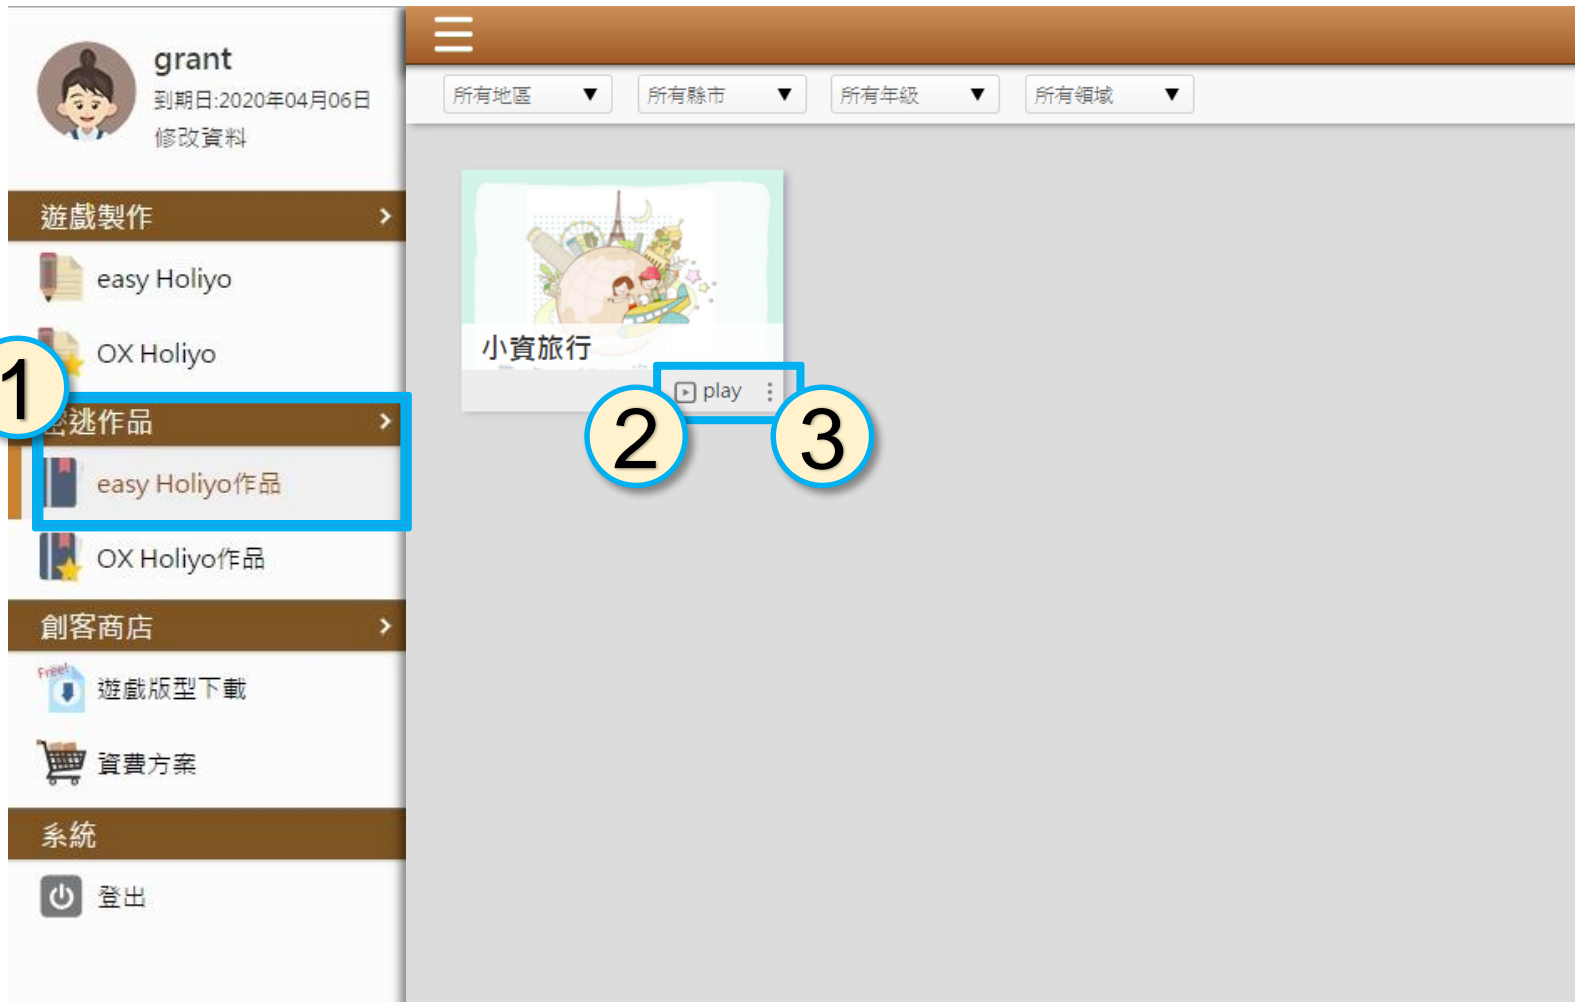 grant
到期日:2020年04月06日
修改資料
遊戲製作
easy Holiyo
OX Holiyo
1
密逃作品
easy Holiyo作品
OX Holiyo作品
創客商店
Free!
遊戲版型下載
資費方案
系統
登出
所有地區
所有縣市
所有年級
所有領域
小資旅行
play
2
3